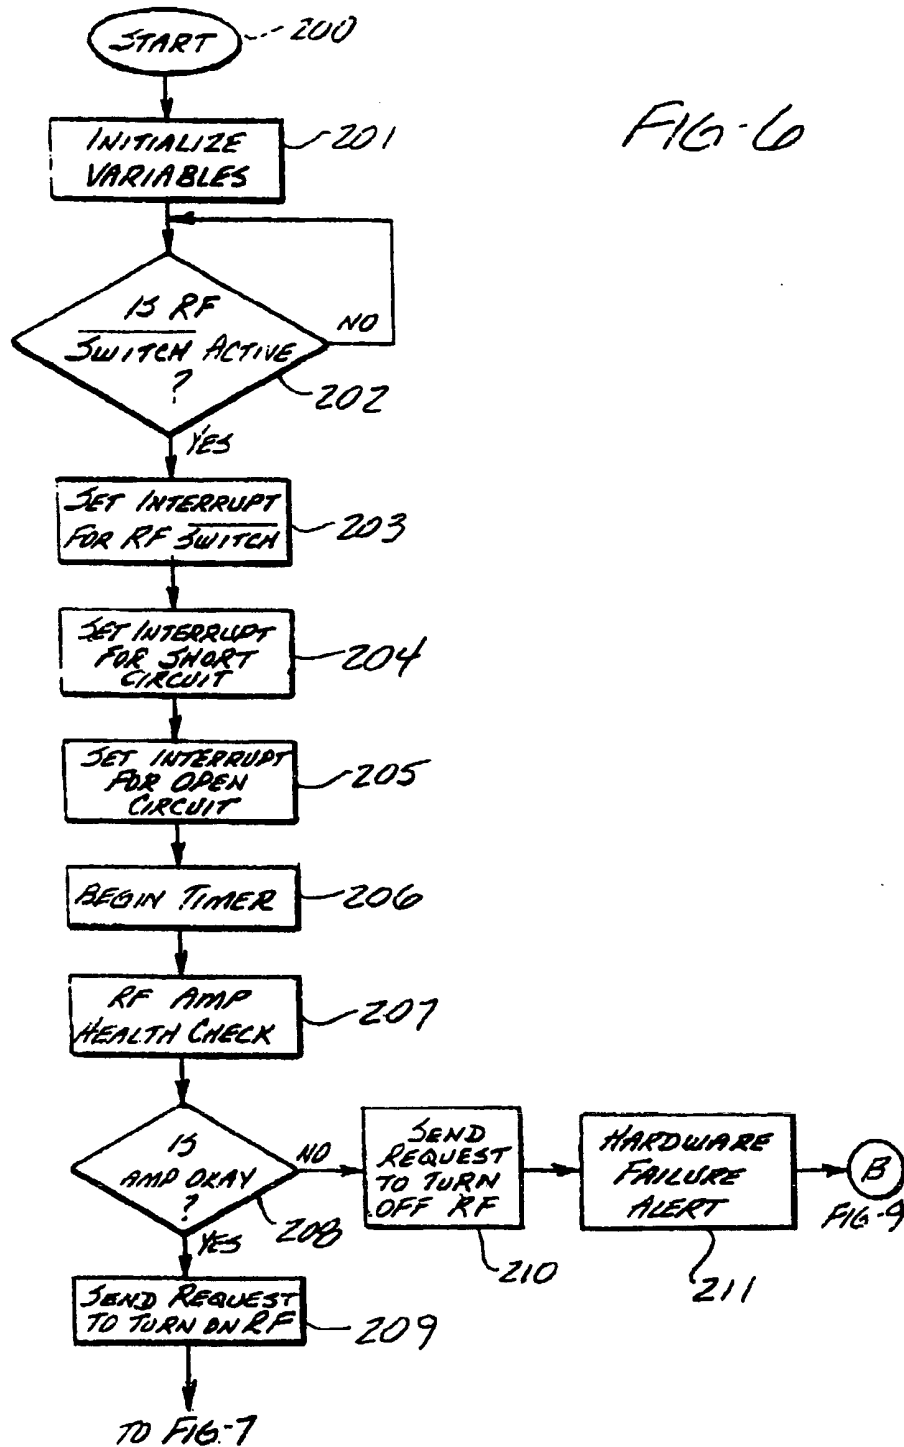 START
200
FIG-6
INITIALIZE
VARIABLES
201
IS RF
SWITCH ACTIVE
?
NO
202
YES
SET INTERRUPT
FOR RF SWITCH
203
SET INTERRUPT
FOR SHORT
CIRCUIT
204
SET INTERRUPT
FOR OPEN
CIRCUIT
205
BEGIN TIMER
206
RF AMP
HEALTH CHECK
207
IS
AMP OKAY
?
NO
208
YES
SEND
REQUEST
TO TURN
OFF RF
210
HARDWARE
FAILURE
ALERT
211
B
FIG-9
SEND REQUEST
TO TURN ON RF
209
TO FIG-7